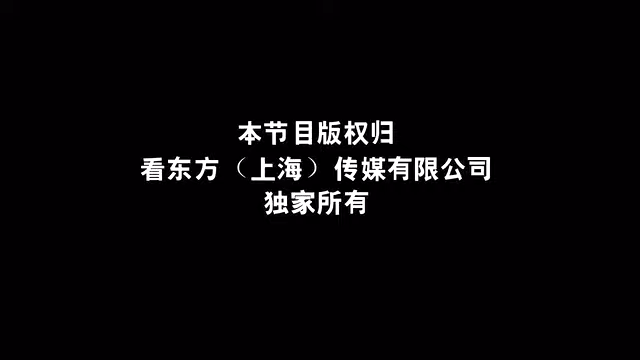 本节目版权归
看东方（上海）传媒有限公司
独家所有